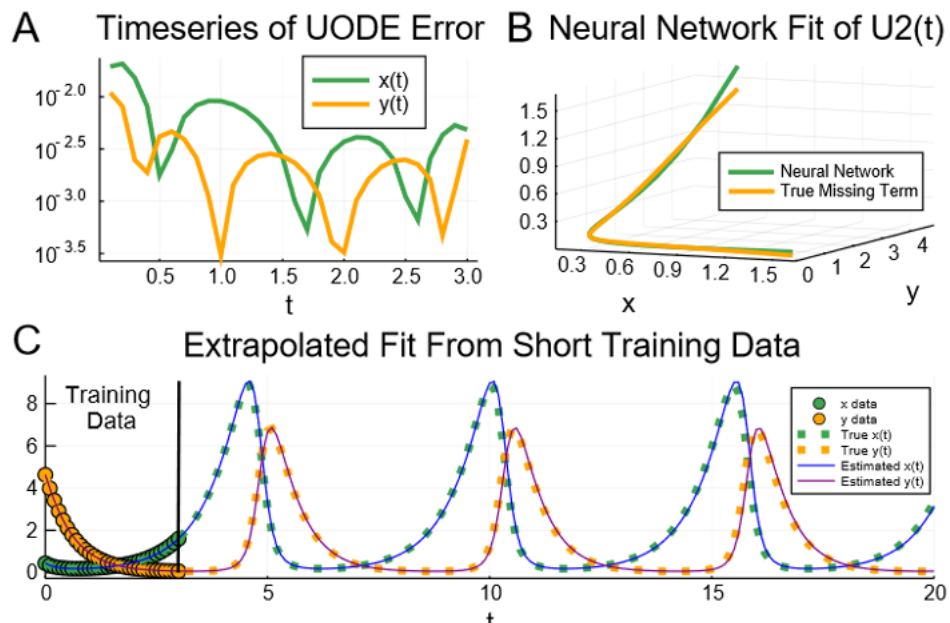 A Timeseries of UODE Error
10^-2.0
10^-2.5
10^-3.0
10^-3.5
x(t)
y(t)
0.5 1.0 1.5 2.0 2.5 3.0
t
B Neural Network Fit of U2(t)
1.5
1.2
0.9
0.6
0.3
Neural Network
True Missing Term
0.3 0.6 0.9 1.2 1.5
x
0 1 2 3 4
y
C Extrapolated Fit From Short Training Data
8
6
4
2
0
Training
Data
x data
y data
True x(t)
True y(t)
Estimated x(t)
Estimated y(t)
0 5 10 15 20
t